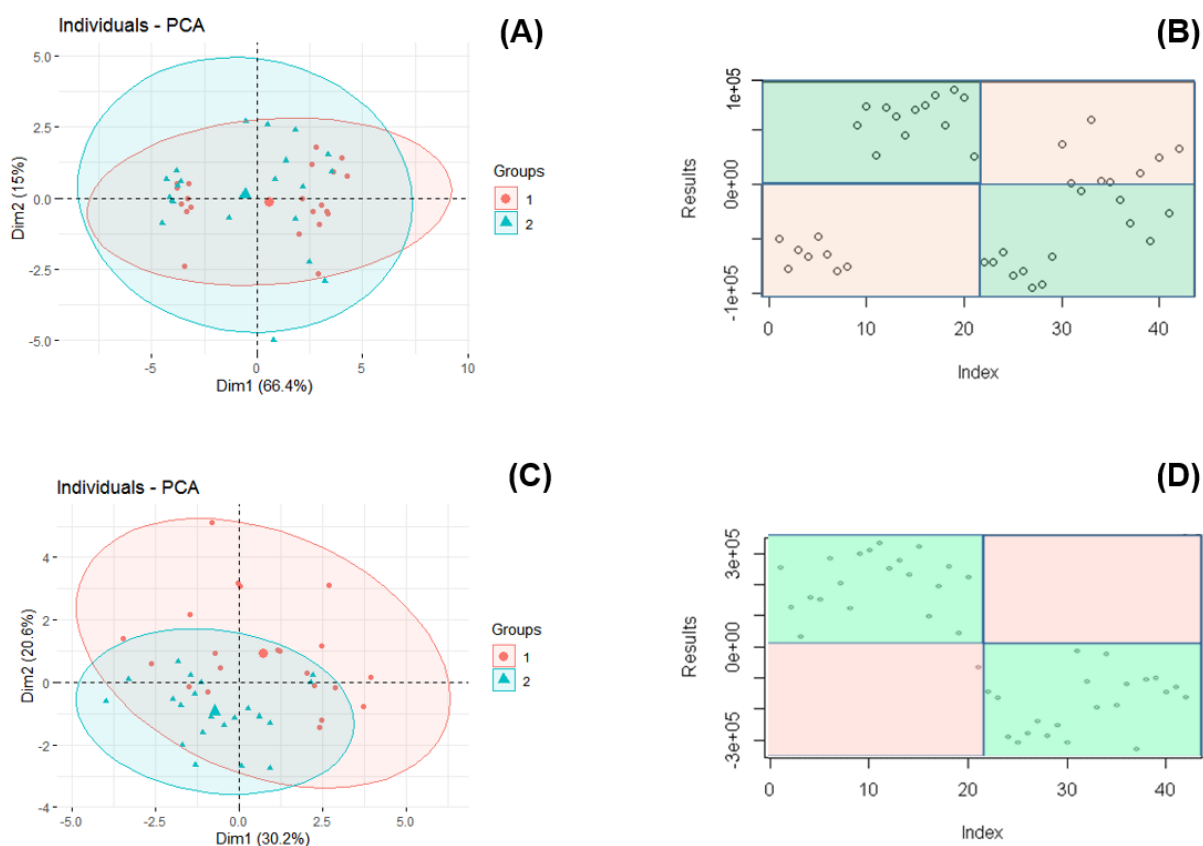 Individuals - PCA
(A)
5.0
2.5
0.0
-2.5
-5.0
Dim2 (15%)
-5
0
5
10
Dim1 (66.4%)
Groups
1
2
(B)
1e+05
0e+00
-1e+05
Results
0
10
20
30
40
Index
Individuals - PCA
(C)
4
2
0
-2
-4
Dim2 (20.6%)
-5.0
-2.5
0.0
2.5
5.0
Dim1 (30.2%)
Groups
1
2
(D)
3e+05
0e+00
-3e+05
Results
0
10
20
30
40
Index